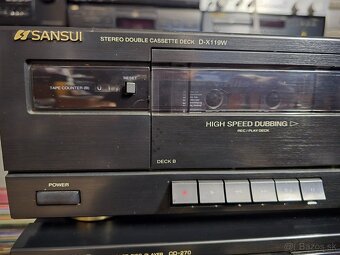 SANSUI
STEREO DOUBLE CASSETTE DECK D-X119W
RESET
TAPE COUNTER (B)
HIGH SPEED DUBBING
REC/PLAY DECK
DECK B
POWER
PLAYER CD-270
Bazos.sk